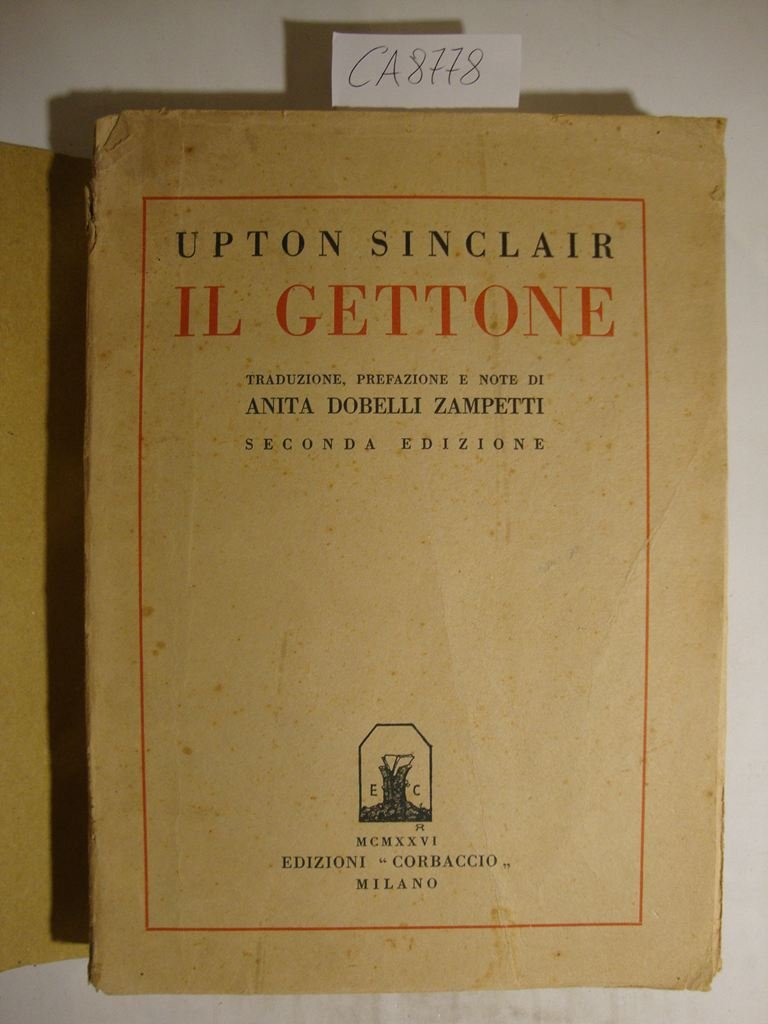 CA8778
UPTON SINCLAIR
IL GETTONE
TRADUZIONE, PREFAZIONE E NOTE DI
ANITA DOBELLI ZAMPETTI
SECONDA EDIZIONE
E C
Я
MCMXXVI
EDIZIONI “ CORBACCIO „
MILANO